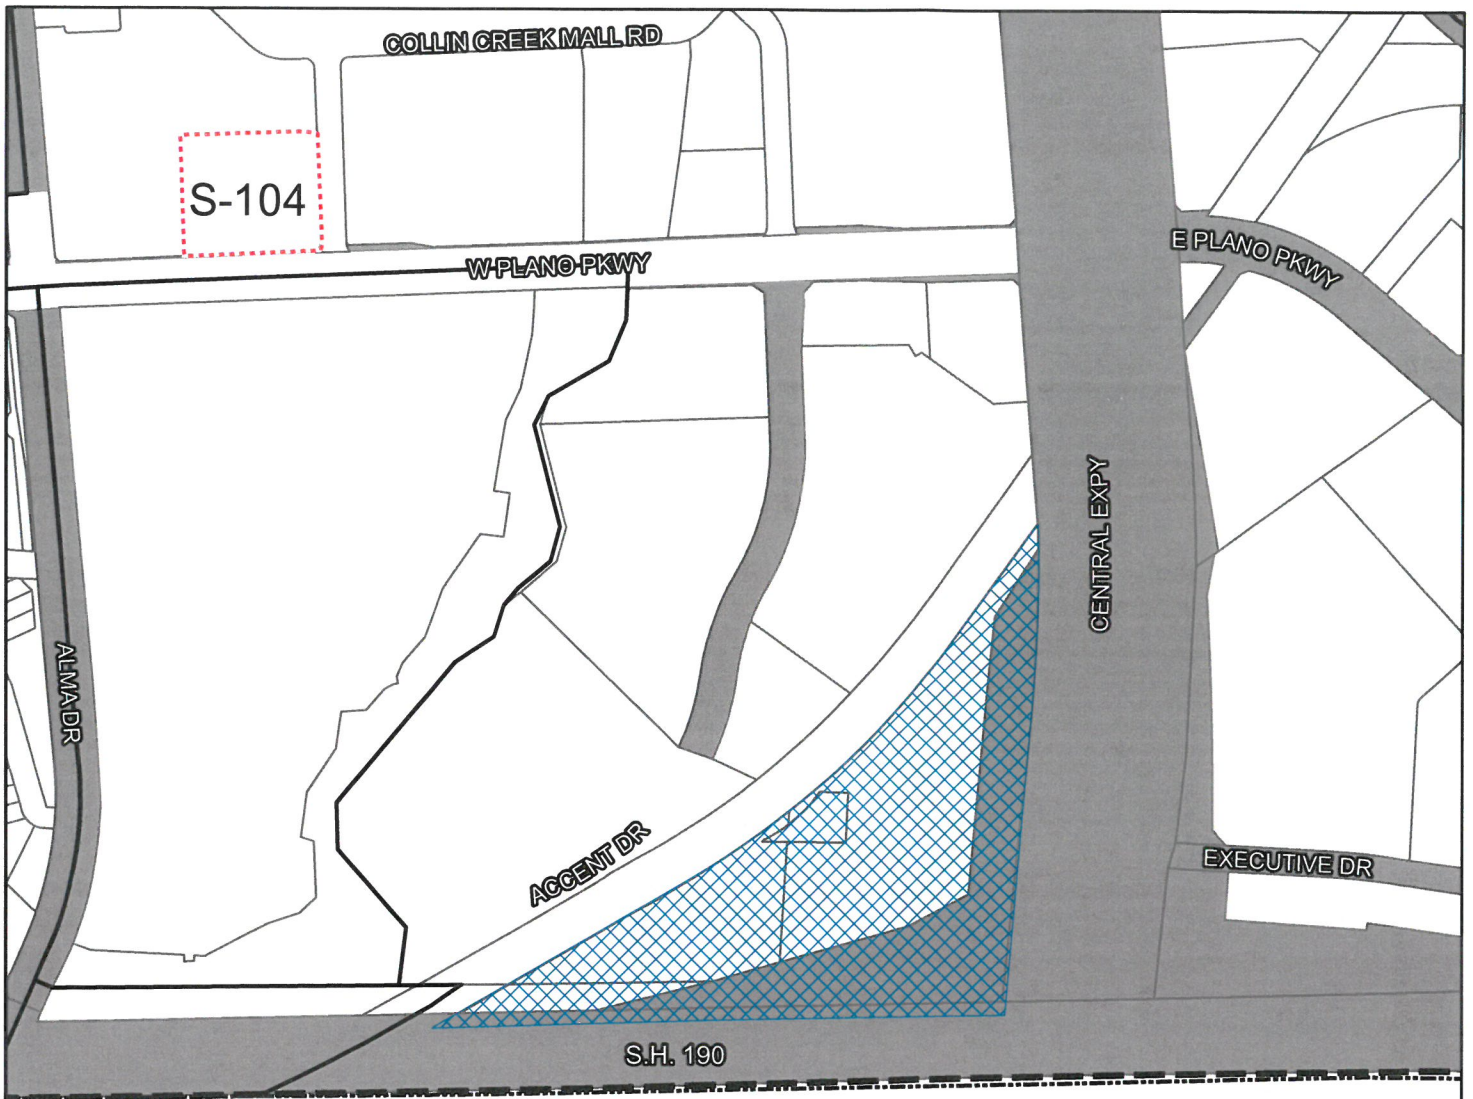 COLLIN CREEK MALL RD
S-104
W PLANO PKWY
E PLANO PKWY
CENTRAL EXPY
ALMA DR
ACCENT DR
EXECUTIVE DR
S.H. 190